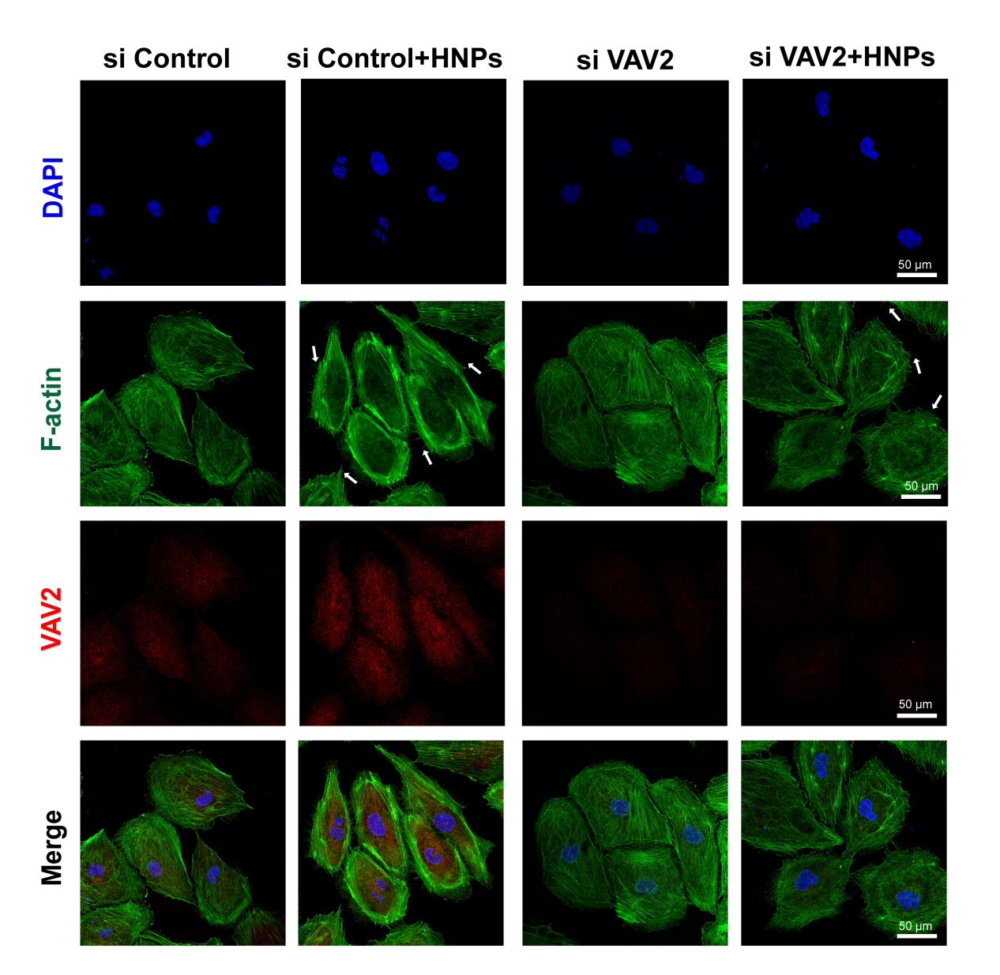 si Control
si Control+HNPs
si VAV2
si VAV2+HNPs
DAPI
50 µm
F-actin
50 µm
VAV2
50 µm
Merge
50 µm